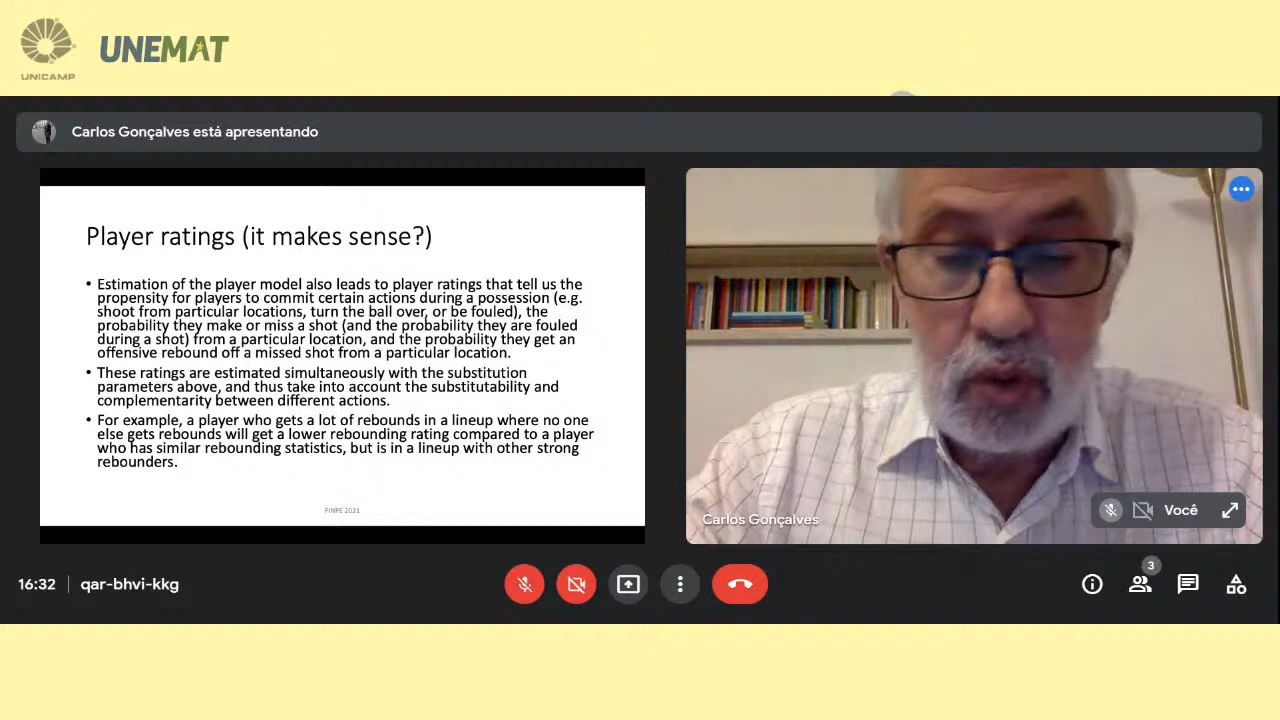 UNICAMP
UNEMAT
Carlos Gonçalves está apresentando
Player ratings (it makes sense?)
• Estimation of the player model also leads to player ratings that tell us the
propensity for players to commit certain actions during a possession (e.g.
shoot from particular locations, turn the ball over, or be fouled), the
probability they make or miss a shot (and the probability they are fouled
during a shot) from a particular location, and the probability they get an
offensive rebound off a missed shot from a particular location.
• These ratings are estimated simultaneously with the substitution
parameters above, and thus take into account the substitutability and
complementarity between different actions.
• For example, a player who gets a lot of rebounds in a lineup where no one
else gets rebounds will get a lower rebounding rating compared to a player
who has similar rebounding statistics, but is in a lineup with other strong
rebounders.
FINPE 2021
Carlos Gonçalves
Você
16:32
qar-bhvi-kkg
3